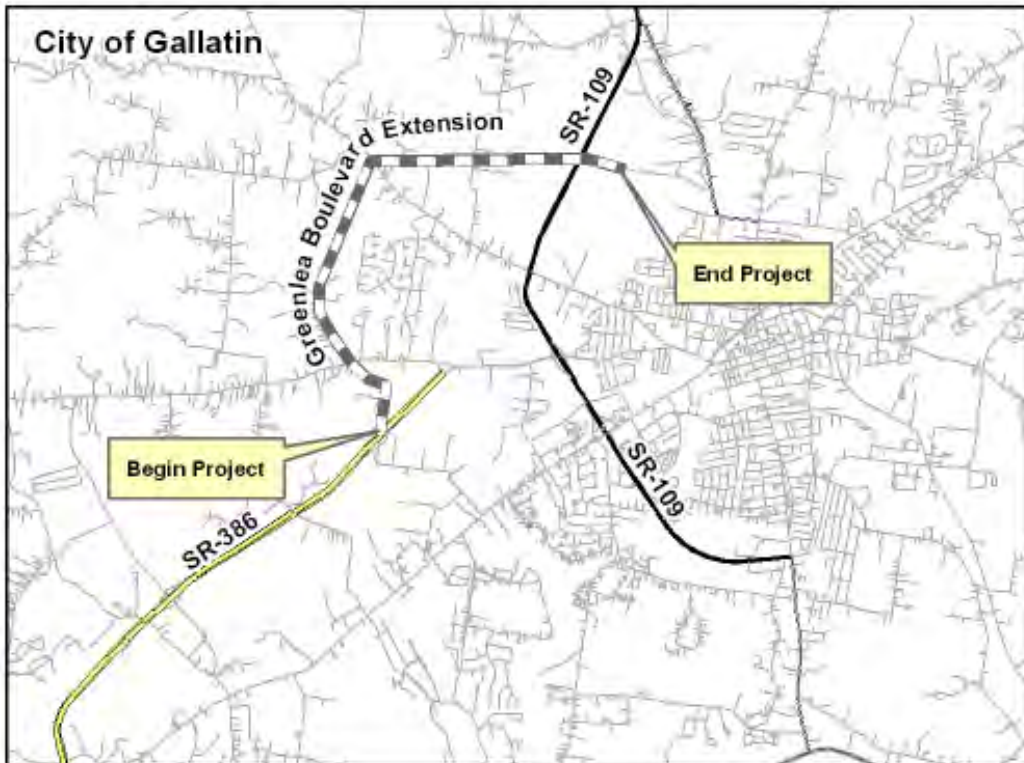 City of Gallatin
Greenlea Boulevard Extension
SR-109
End Project
Begin Project
SR-109
SR-386